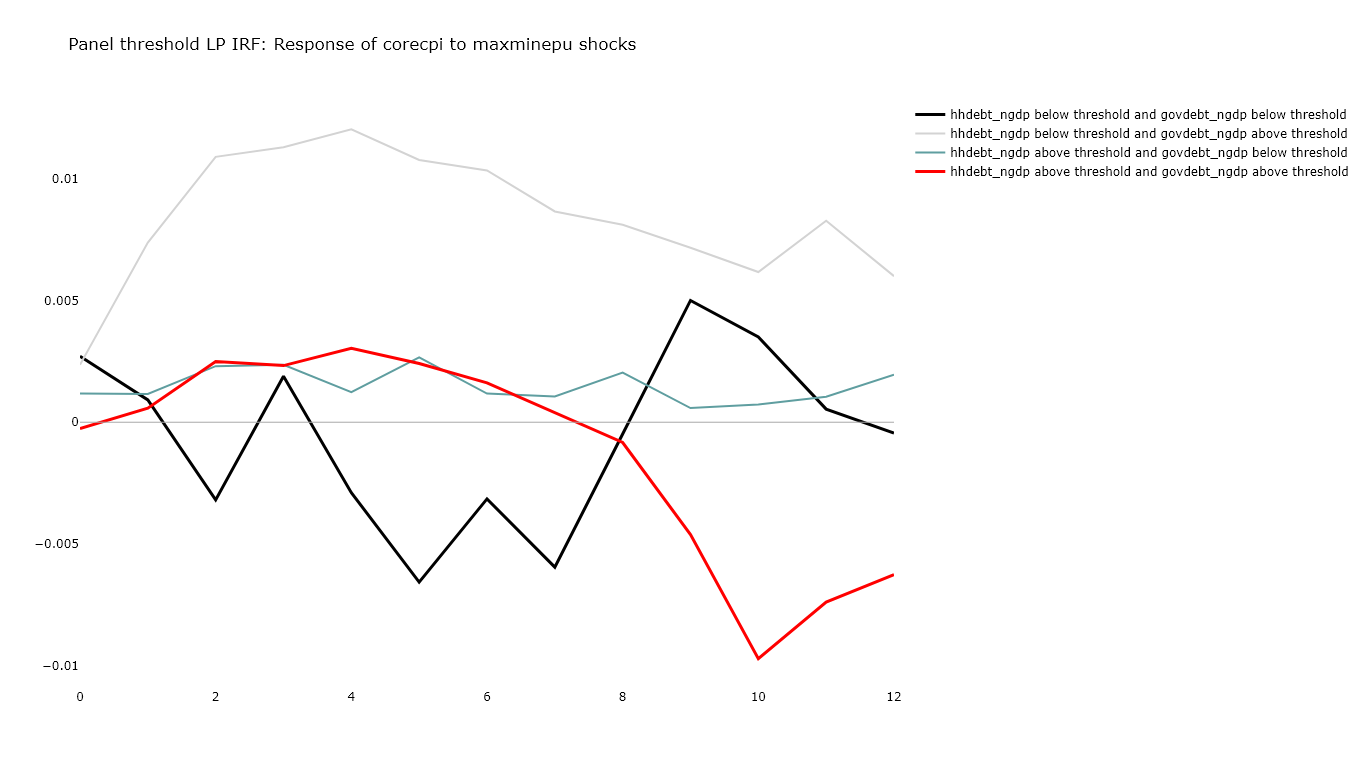 Panel threshold LP IRF: Response of corecpi to maxminepu shocks
hhdebt_ngdp below threshold and govdebt_ngdp below threshold
hhdebt_ngdp below threshold and govdebt_ngdp above threshold
hhdebt_ngdp above threshold and govdebt_ngdp below threshold
hhdebt_ngdp above threshold and govdebt_ngdp above threshold
0.01
0.005
0
−0.005
−0.01
0 2 4 6 8 10 12